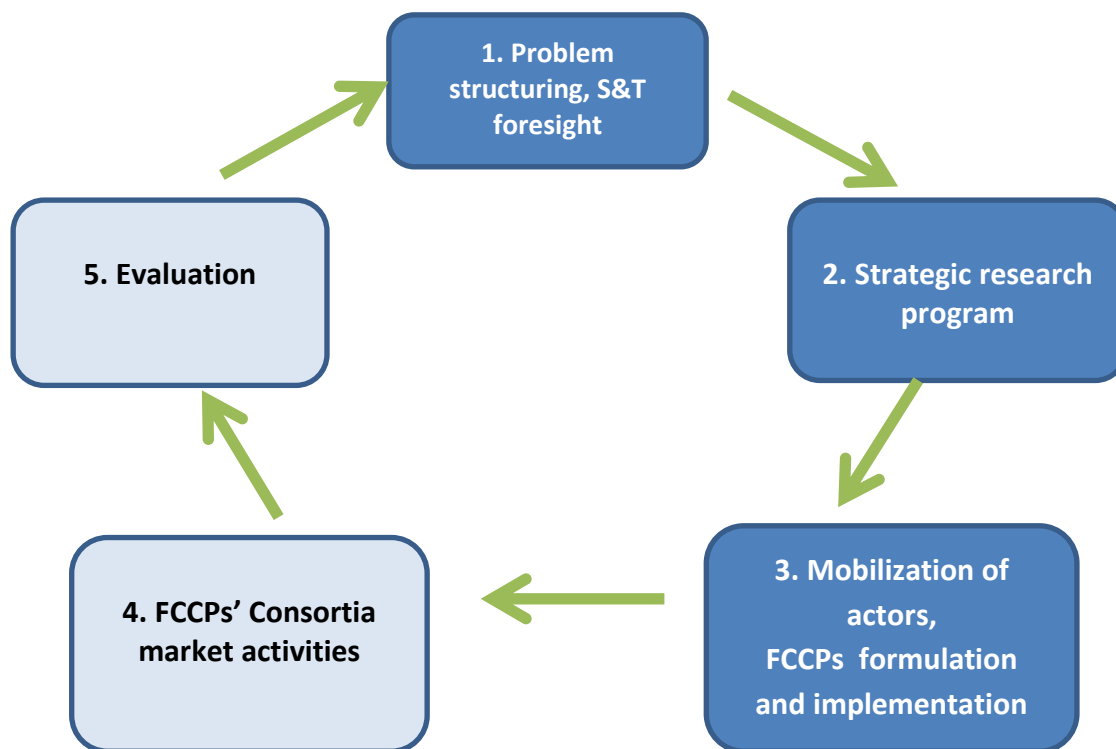 1. Problem
structuring, S&T
foresight
2. Strategic research
program
3. Mobilization of
actors,
FCCPs  formulation
and implementation
4. FCCPs’ Consortia
market activities
5. Evaluation